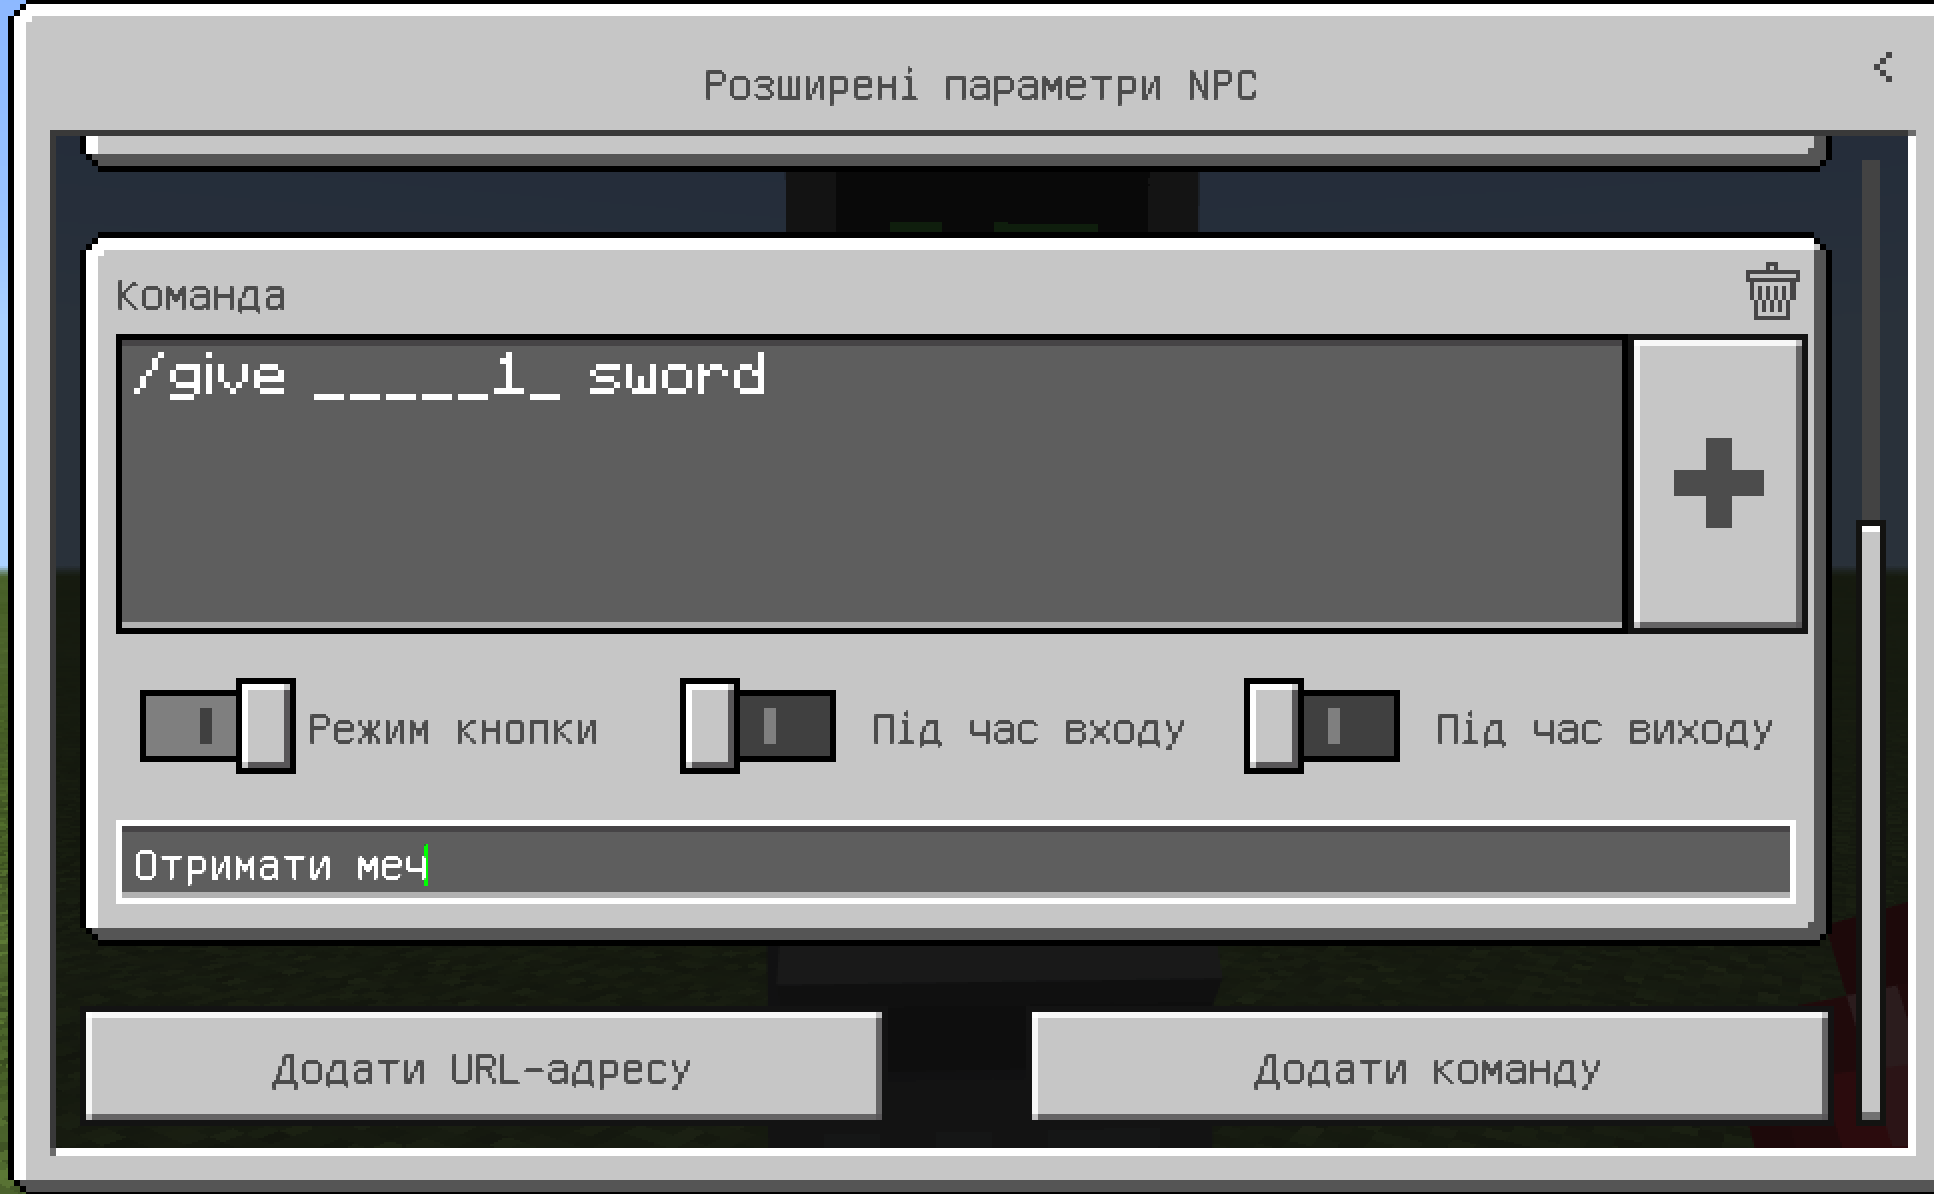 Розширені параметри NPC
Команда
/give _____1_ sword
Режим кнопки
Під час входу
Під час виходу
Отримати меч
Додати URL-адресу
Додати команду